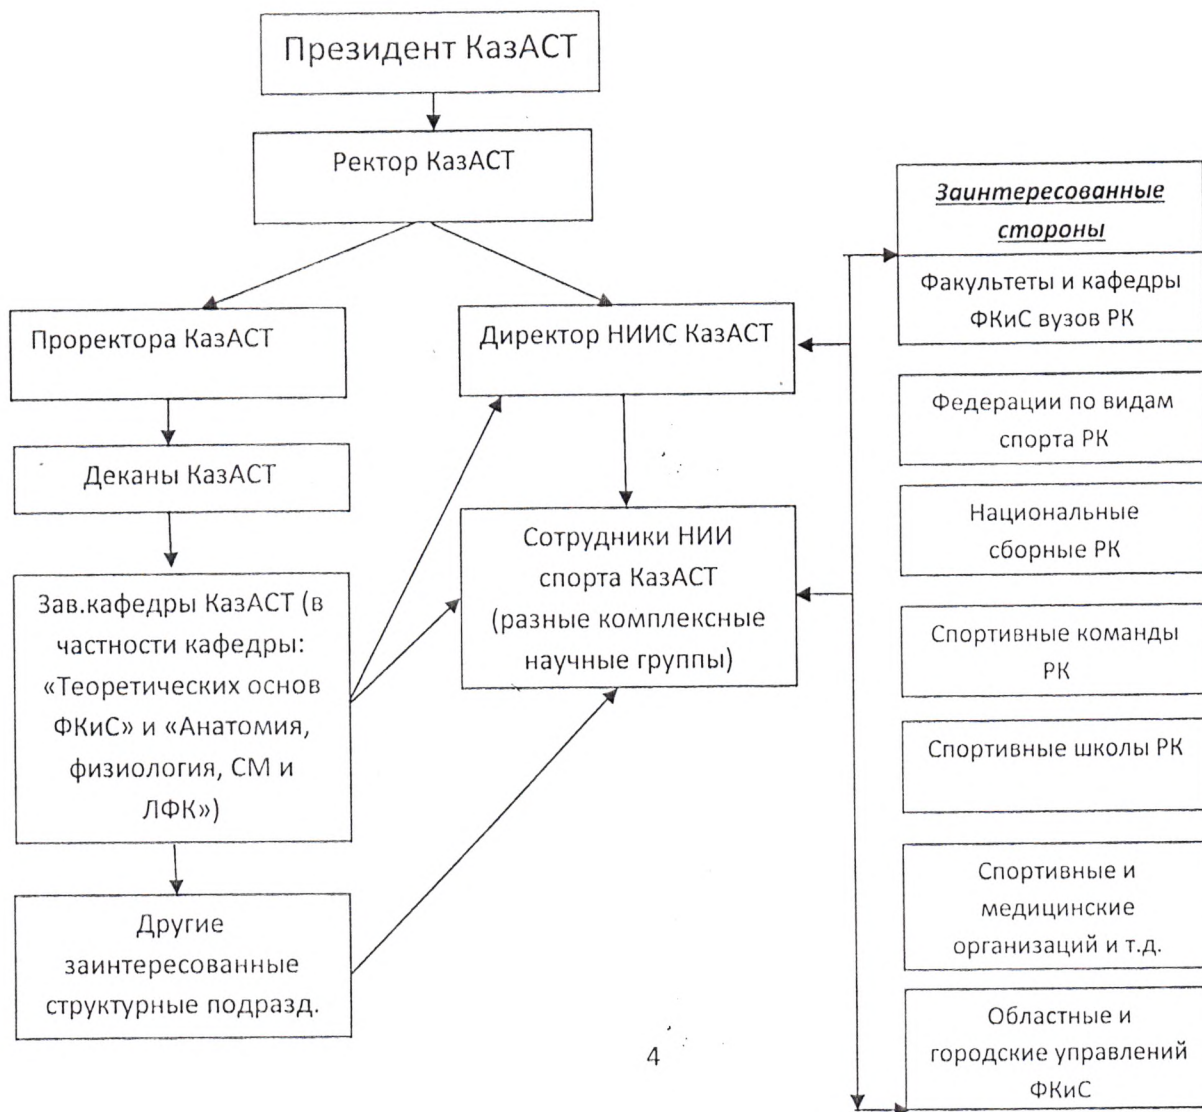 Президент КазАСТ
Ректор КазАСТ
Проректора КазАСТ
Деканы КазАСТ
Зав.кафедры КазАСТ (в
частности кафедры:
«Теоретических основ
ФКиС» и «Анатомия,
физиология, СМ и
ЛФК»)
Другие
заинтересованные
структурные подразд.
Директор НИИС КазАСТ
Сотрудники НИИ
спорта КазАСТ
(разные комплексные
научные группы)
Заинтересованные
стороны
Факультеты и кафедры
ФКиС вузов РК
Федерации по видам
спорта РК
Национальные
сборные РК
Спортивные команды
РК
Спортивные школы РК
Спортивные и
медицинские
организаций и т.д.
Областные и
городские управлений
ФКиС
4